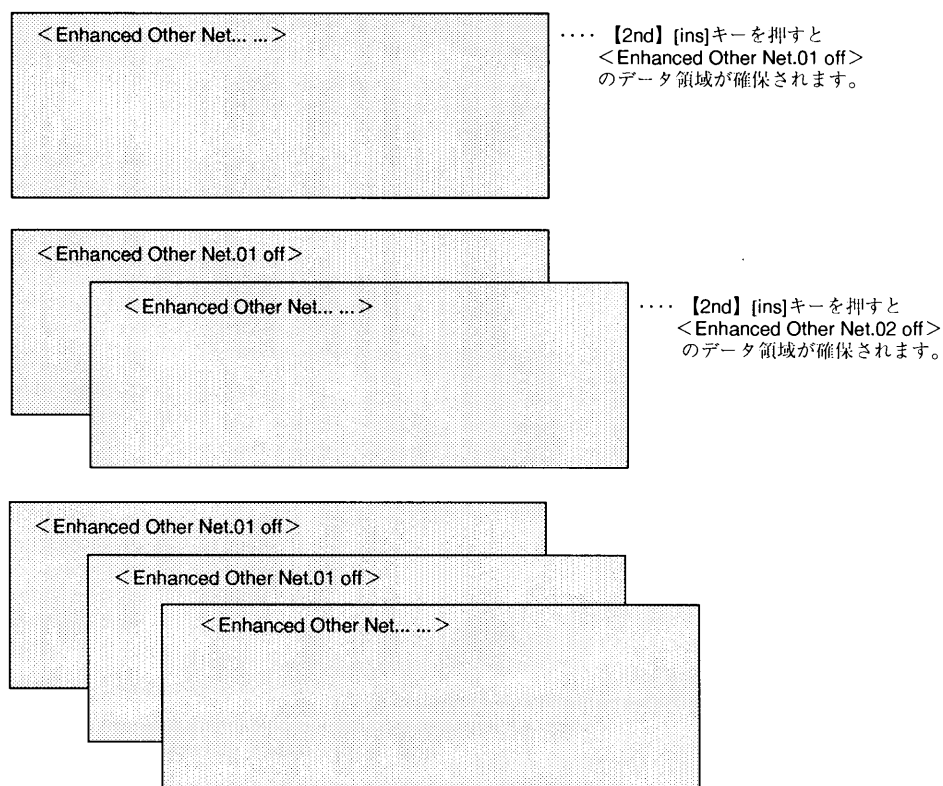 <Enhanced Other Net... ...>
‥‥ 【2nd】 [ins]キーを押すと
<Enhanced Other Net.01 off>
のデータ領域が確保されます。
<Enhanced Other Net.01 off>
<Enhanced Other Net... ...>
‥‥ 【2nd】 [ins]キーを押すと
<Enhanced Other Net.02 off>
のデータ領域が確保されます。
<Enhanced Other Net.01 off>
<Enhanced Other Net.01 off>
<Enhanced Other Net... ...>